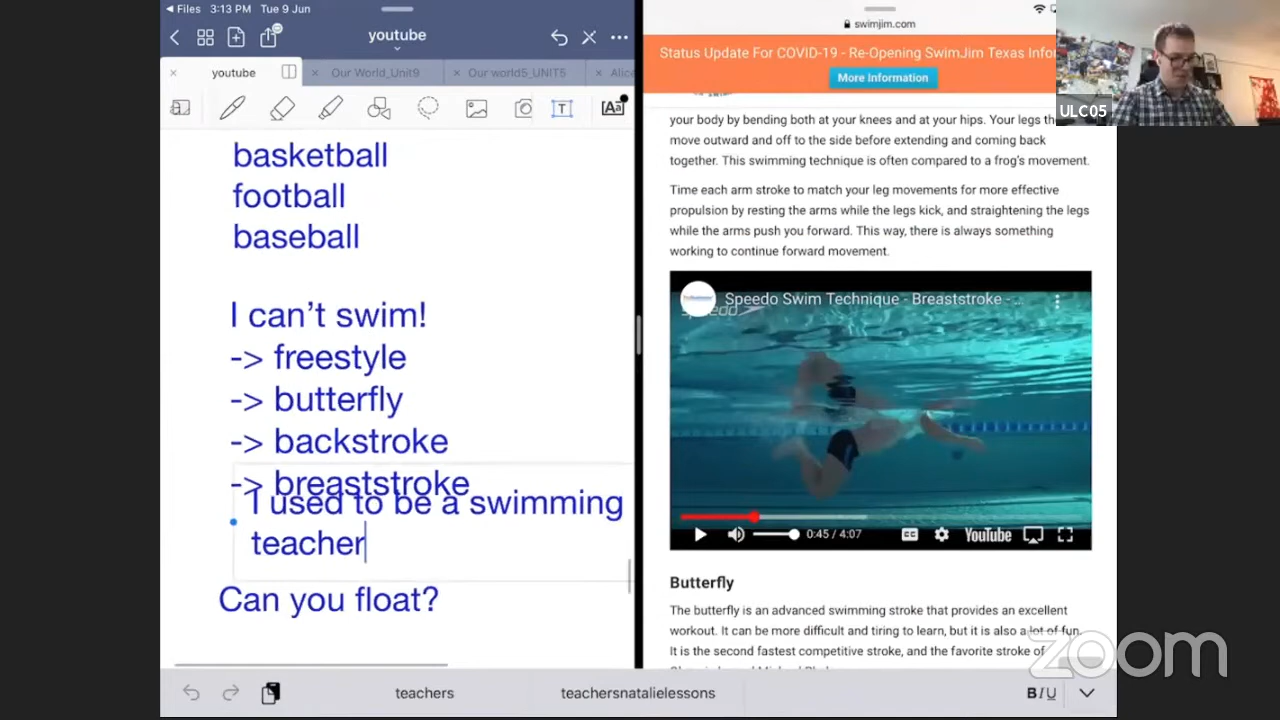 Files 3:13 PM Tue 9 Jun
youtube
youtube
Our World_Unit9
Our world5_UNIT5
Alice
T
Aa
basketball
football
baseball
I can't swim!
-> freestyle
-> butterfly
-> backstroke
-> breaststroke
I used to be a swimming
teacher
Can you float?
teachers
teachersnatalielessons
B I U
swimjim.com
Status Update For COVID-19 - Re-Opening SwimJim Texas Info
More Information
your body by bending both at your knees and at your hips. Your legs th
move outward and off to the side before extending and coming back
together. This swimming technique is often compared to a frog's movement.
Time each arm stroke to match your leg movements for more effective
propulsion by resting the arms while the legs kick, and straightening the legs
while the arms push you forward. This way, there is always something
working to continue forward movement.
Speedo Swim Technique - Breaststroke - ...
speedo
0:45 / 4:07
CC
YouTube
Butterfly
The butterfly is an advanced swimming stroke that provides an excellent
workout. It can be more difficult and tiring to learn, but it is also a lot of fun.
It is the second fastest competitive stroke, and the favorite stroke of
ULC05
zoom